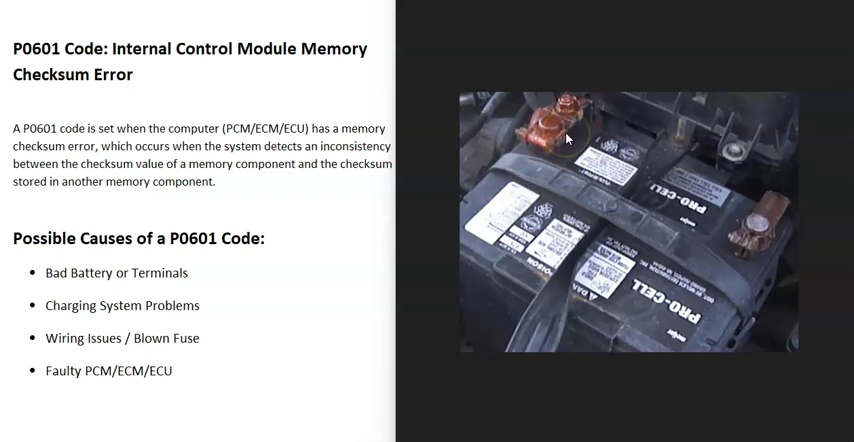 P0601 Code: Internal Control Module Memory
Checksum Error
A P0601 code is set when the computer (PCM/ECM/ECU) has a memory
checksum error, which occurs when the system detects an inconsistency
between the checksum value of a memory component and the checksum
stored in another memory component.
Possible Causes of a P0601 Code:
• Bad Battery or Terminals
• Charging System Problems
• Wiring Issues / Blown Fuse
• Faulty PCM/ECM/ECU
PRO-CELL
POISON
PRO-CELL